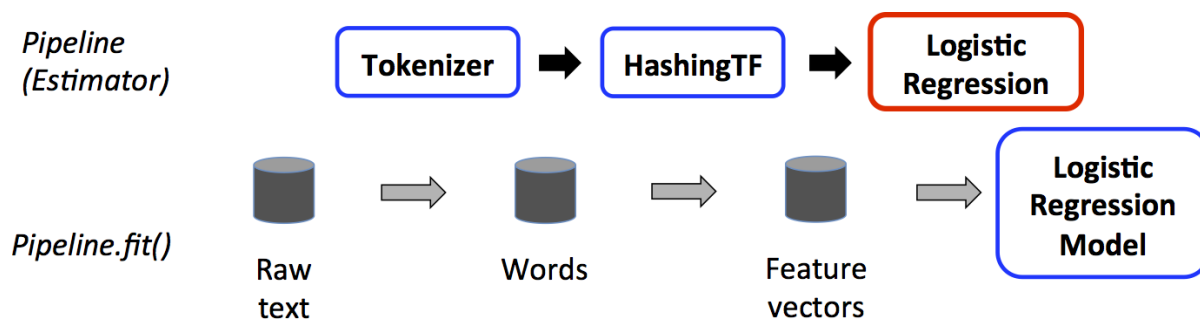 Pipeline
(Estimator)
Tokenizer
HashingTF
Logistic
Regression
Pipeline.fit()
Raw
text
Words
Feature
vectors
Logistic
Regression
Model